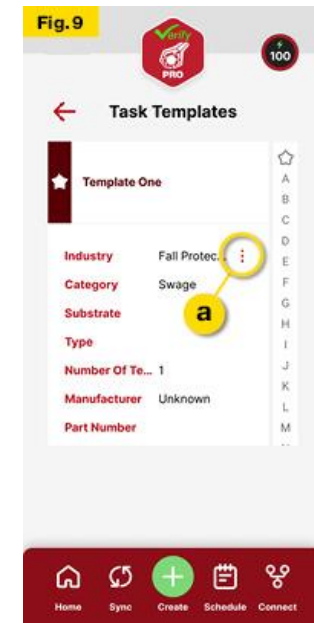 Fig.9
Verify
PRO
100
Task Templates
Template One
Industry Fall Protec...
Category Swage
a
Substrate
Type
Number Of Te... 1
Manufacturer Unknown
Part Number
A
B
C
D
E
F
G
H
I
J
K
L
M
Home Sync Create Schedule Connect